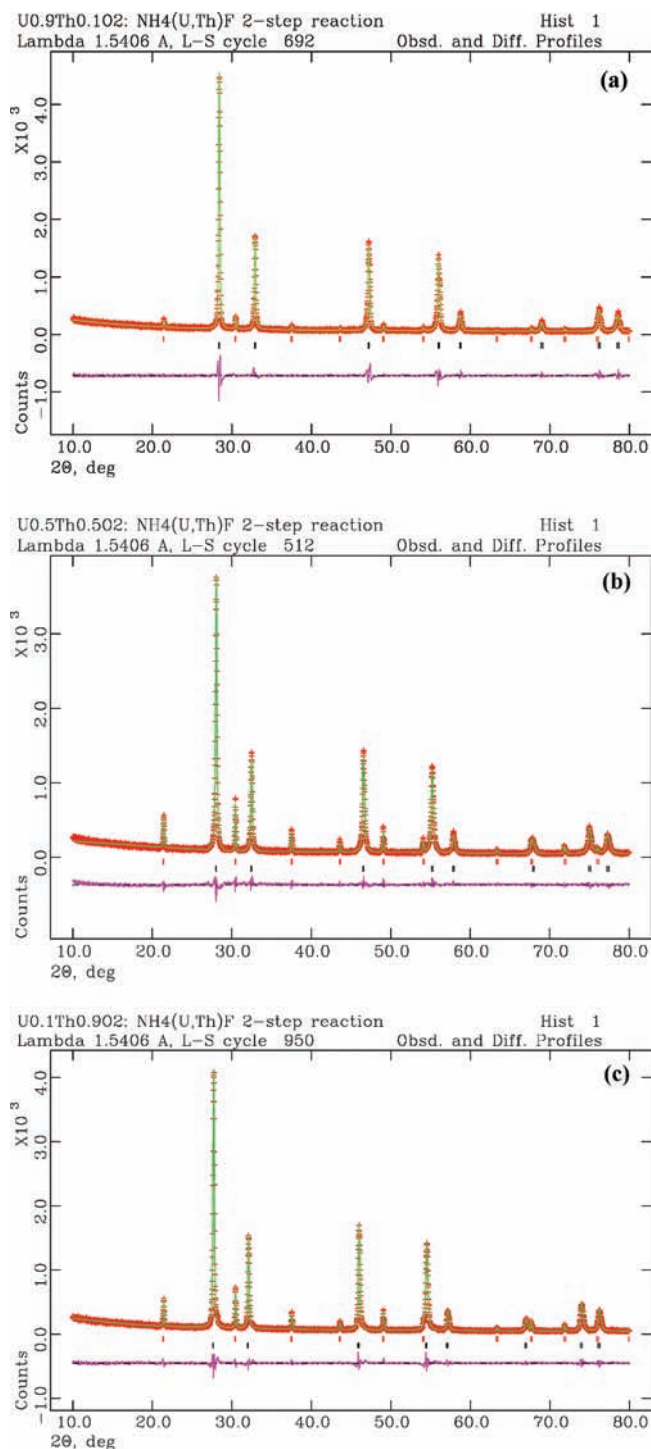 U0.9Th0.1O2: NH4(U,Th)F 2-step reaction Hist 1
Lambda 1.5406 A, L-S cycle 692 Obsd. and Diff. Profiles
(a)
X10 3
4.0
3.0
2.0
1.0
0.0
-1.0
Counts
10.0 20.0 30.0 40.0 50.0 60.0 70.0 80.0
2Θ, deg
U0.5Th0.5O2: NH4(U,Th)F 2-step reaction Hist 1
Lambda 1.5406 A, L-S cycle 512 Obsd. and Diff. Profiles
(b)
X10 3
3.0
2.0
1.0
0.0
Counts
10.0 20.0 30.0 40.0 50.0 60.0 70.0 80.0
2Θ, deg
U0.1Th0.9O2: NH4(U,Th)F 2-step reaction Hist 1
Lambda 1.5406 A, L-S cycle 950 Obsd. and Diff. Profiles
(c)
X10 3
4.0
3.0
2.0
1.0
0.0
-1.0
Counts
10.0 20.0 30.0 40.0 50.0 60.0 70.0 80.0
2Θ, deg